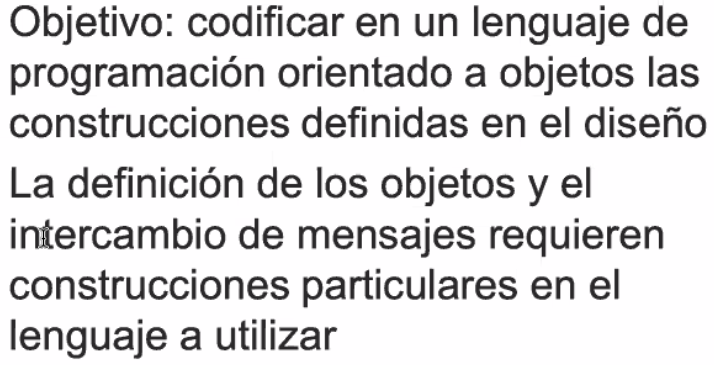 Objetivo: codificar en un lenguaje de
programación orientado a objetos las
construcciones definidas en el diseño
La definición de los objetos y el
intercambio de mensajes requieren
construcciones particulares en el
lenguaje a utilizar